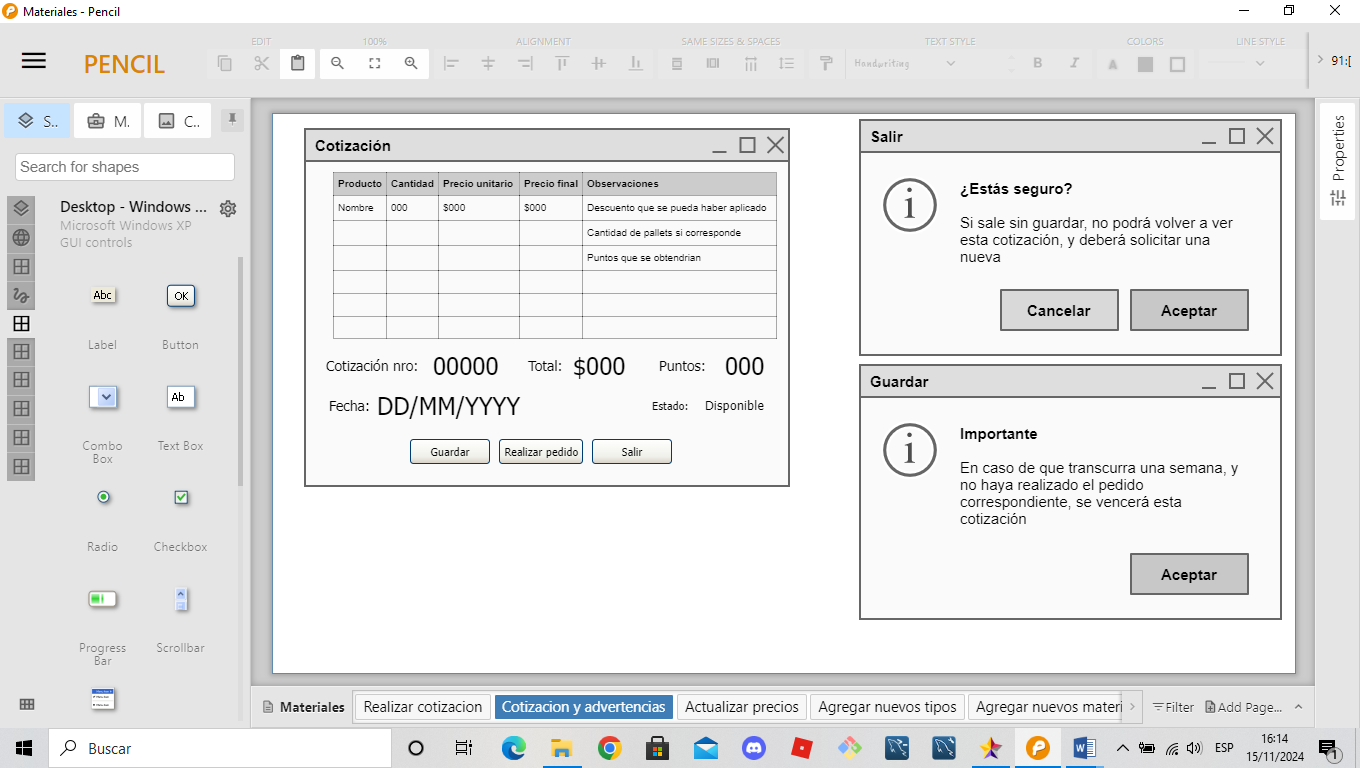 Materiales - Pencil
PENCIL
EDIT
100%
ALIGNMENT
SAME SIZES & SPACES
TEXT STYLE
COLORS
LINE STYLE
Handwriting
B
I
A
91:[
S..
M.
C..
Search for shapes
Desktop - Windows ...
Microsoft Windows XP
GUI controls
Abc
OK
Label
Button
Ab
Combo
Box
Text Box
Radio
Checkbox
Progress
Bar
Scrollbar
Cotización
Producto Cantidad Precio unitario Precio final Observaciones
Nombre 000 $000 $000 Descuento que se pueda haber aplicado
Cantidad de pallets si corresponde
Puntos que se obtendrian
Cotización nro: 00000 Total: $000 Puntos: 000
Fecha: DD/MM/YYYY Estado: Disponible
Guardar Realizar pedido Salir
Salir
i
¿Estás seguro?
Si sale sin guardar, no podrá volver a ver
esta cotización, y deberá solicitar una
nueva
Cancelar Aceptar
Guardar
i
Importante
En caso de que transcurra una semana, y
no haya realizado el pedido
correspondiente, se vencerá esta
cotización
Aceptar
Properties
Materiales Realizar cotizacion Cotizacion y advertencias Actualizar precios Agregar nuevos tipos Agregar nuevos materi Filter Add Page...
Buscar
ESP
16:14
15/11/2024
1